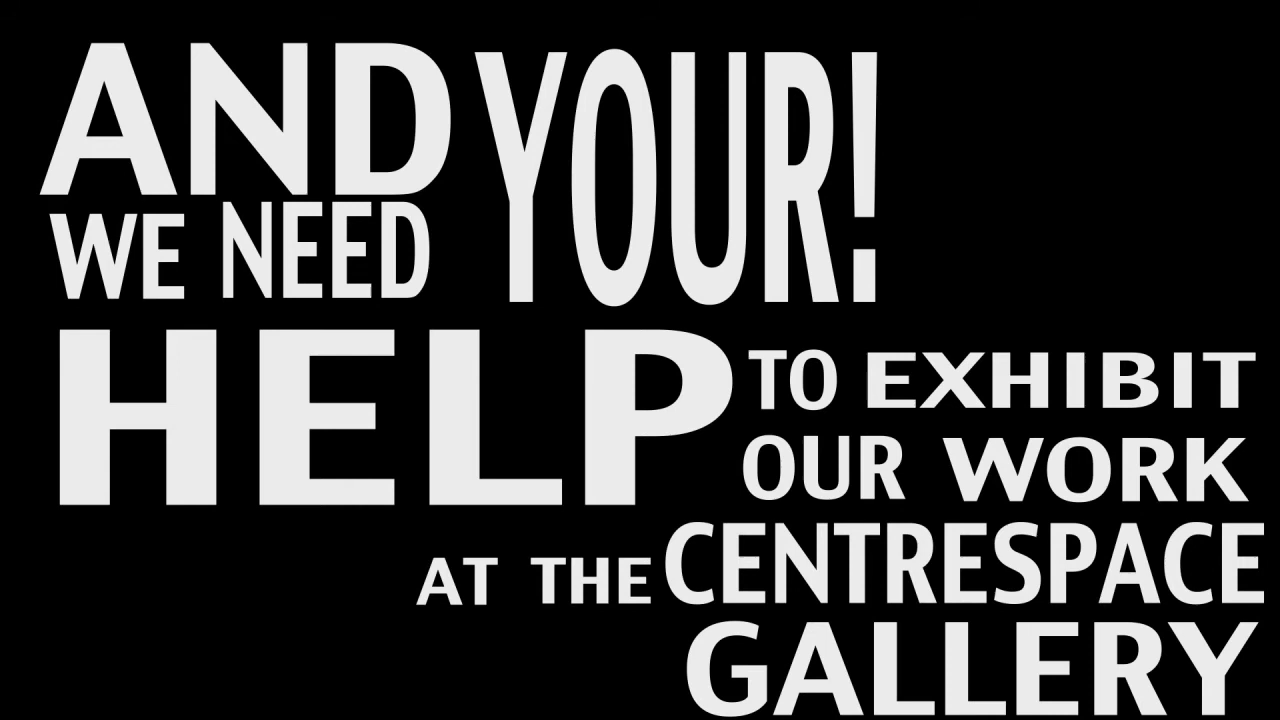 AND YOUR!
WE NEED
HELP TO EXHIBIT
OUR WORK
AT THE CENTRESPACE
GALLERY